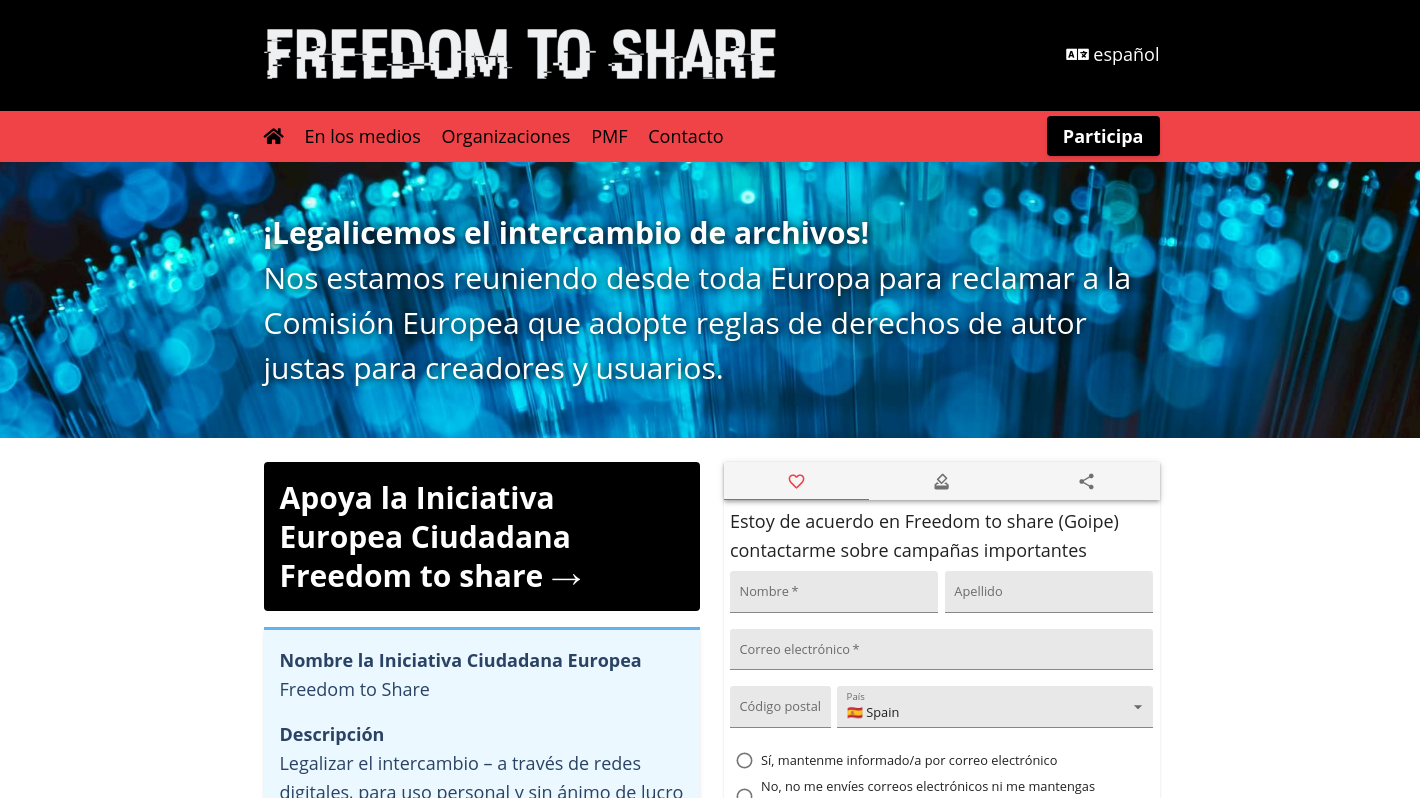 FREEDOM TO SHARE
español
En los medios Organizaciones PMF Contacto Participa
¡Legalicemos el intercambio de archivos!
Nos estamos reuniendo desde toda Europa para reclamar a la
Comisión Europea que adopte reglas de derechos de autor
justas para creadores y usuarios.
Apoya la Iniciativa
Europea Ciudadana
Freedom to share →
Nombre la Iniciativa Ciudadana Europea
Freedom to Share
Descripción
Legalizar el intercambio – a través de redes
digitales, para uso personal y sin ánimo de lucro
Estoy de acuerdo en Freedom to share (Goipe)
contactarme sobre campañas importantes
Nombre * Apellido
Correo electrónico *
Código postal
País
Spain
Sí, mantenme informado/a por correo electrónico
No, no me envíes correos electrónicos ni me mantengas